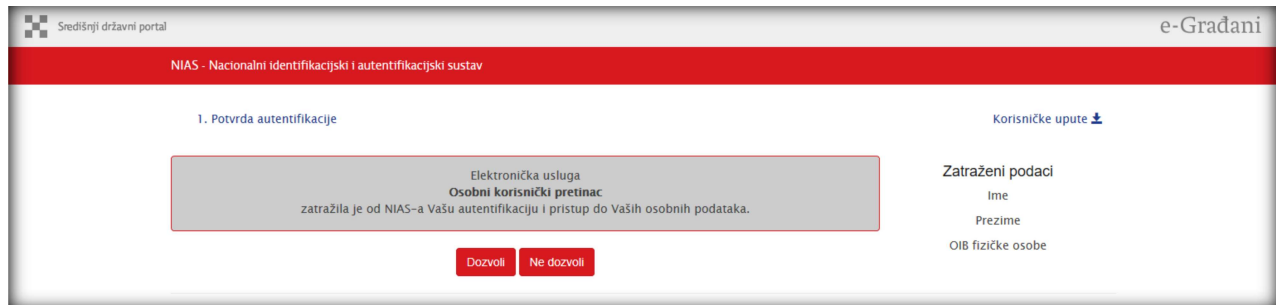 Središnji državni portal
e-Građani
NIAS - Nacionalni identifikacijski i autentifikacijski sustav
1. Potvrda autentifikacije
Korisničke upute
Elektronička usluga
Osobni korisnički pretinac
zatražila je od NIAS-a Vašu autentifikaciju i pristup do Vaših osobnih podataka.
Dozvoli
Ne dozvoli
Zatraženi podaci
Ime
Prezime
OIB fizičke osobe